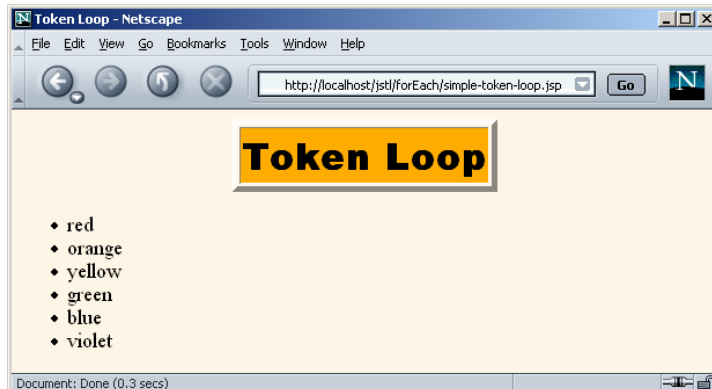 Token Loop - Netscape
File Edit View Go Bookmarks Tools Window Help
http://localhost/jstl/forEach/simple-token-loop.jsp Go N
Token Loop
red
orange
yellow
green
blue
violet
Document: Done (0.3 secs)